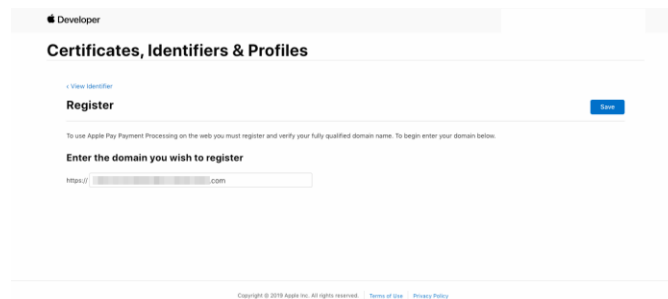 Developer
Certificates, Identifiers & Profiles
< View Identifier
Register
Save
To use Apple Pay Payment Processing on the web you must register and verify your fully qualified domain name. To begin enter your domain below.
Enter the domain you wish to register
https:// .com
Copyright © 2019 Apple Inc. All rights reserved. | Terms of Use | Privacy Policy